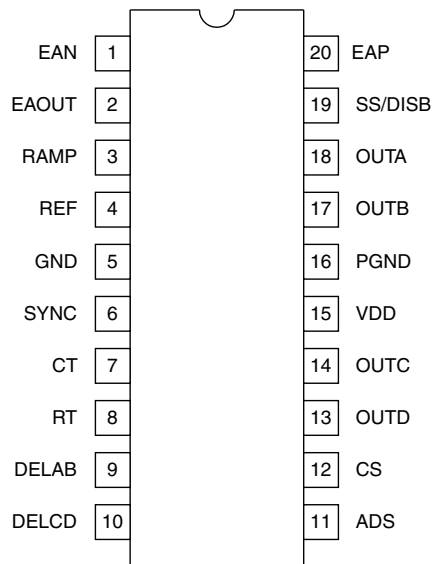 EAN 1 20 EAP
EAOUT 2 19 SS/DISB
RAMP 3 18 OUTA
REF 4 17 OUTB
GND 5 16 PGND
SYNC 6 15 VDD
CT 7 14 OUTC
RT 8 13 OUTD
DELAB 9 12 CS
DELCD 10 11 ADS